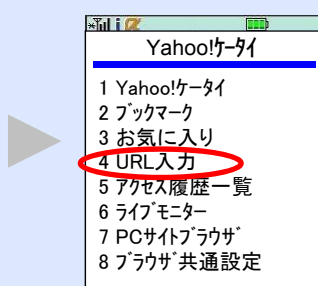 Yahoo!ｹｰﾀｲ
1 Yahoo!ｹｰﾀｲ
2 ﾌﾞｯｸﾏｰｸ
3 お気に入り
4 URL入力
5 ｱｸｾｽ履歴一覧
6 ﾗｲﾌﾞﾓﾆﾀｰ
7 PCｻｲﾄﾌﾞﾗｳｻﾞ
8 ﾌﾞﾗｳｻﾞ共通設定